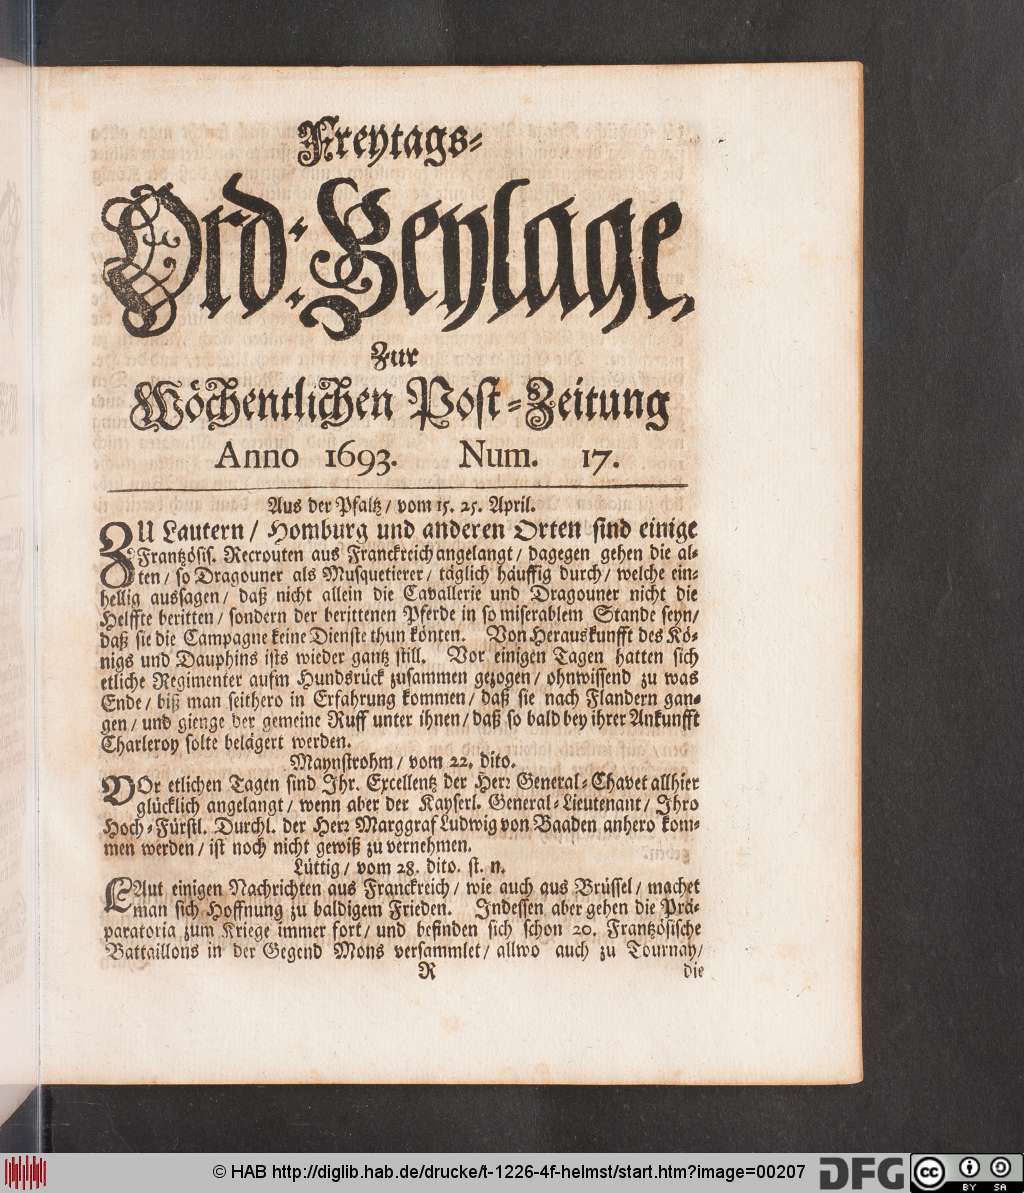 Freytags-
Ord: Beylage,
Zur
Wöchentlichen Post-Zeitung
Anno 1693. Num. 17.
Aus der Pfaltz / vom 15. 25. April.
ZU Lautern / Homburg und anderen Orten sind einige
Frantzösis. Recrouten aus Franckreich angelangt / dagegen gehen die al-
ten / so Dragouner als Musquetierer / täglich häuffig durch / welche ein-
hellig aussagen / daß nicht allein die Cavallerie und Dragouner nicht die
Helffte beritten / sondern der berittenen Pferde in so miserablem Stande seyn /
daß sie die Campagne keine Dienste thun könten. Von Herauskunfft des Kö-
nigs und Dauphins ists wieder gantz still. Vor einigen Tagen hatten sich
etliche Regimenter aufm Hundsrück zusammen gezogen / ohnwissend zu was
Ende / biß man seithero in Erfahrung kommen / daß sie nach Flandern gan-
gen / und gienge der gemeine Ruff unter ihnen / daß so bald bey ihrer Ankunfft
Charleroy solte belägert werden.
Maynstrohm / vom 22. dito.
VOr etlichen Tagen sind Ihr. Excellentz der Herr General-Chavet allhier
glücklich angelangt / wenn aber der Kayserl. General-Lieutenant / Ihro
Hoch-Fürstl. Durchl. der Herr Marggraf Ludwig von Baaden anhero kom-
men werden / ist noch nicht gewiß zu vernehmen.
Lüttig / vom 28. dito. st. n.
LAut einigen Nachrichten aus Franckreich / wie auch aus Brüssel / machet
man sich Hoffnung zu baldigem Frieden. Indessen aber gehen die Prä-
paratoria zum Kriege immer fort / und befinden sich schon 20. Frantzösische
Battaillons in der Gegend Mons versammlet / allwo auch zu Tournay /
R die
© HAB http://diglib.hab.de/drucke/t-1226-4f-helmst/start.htm?image=00207
DFG
cc BY SA